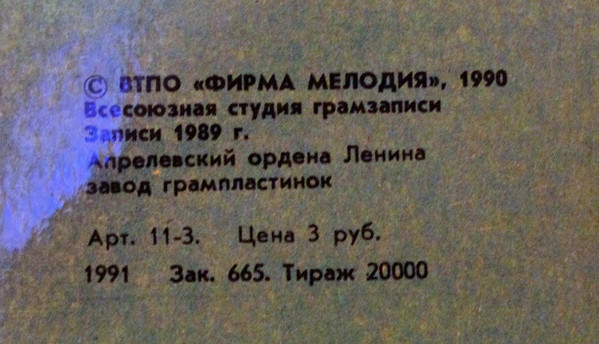 © ВТПО «ФИРМА МЕЛОДИЯ», 1990
Всесоюзная студия грамзаписи
Записи 1989 г.
Апрелевский ордена Ленина
завод грампластинок
Арт. 11-3. Цена 3 руб.
1991 Зак. 665. Тираж 20000